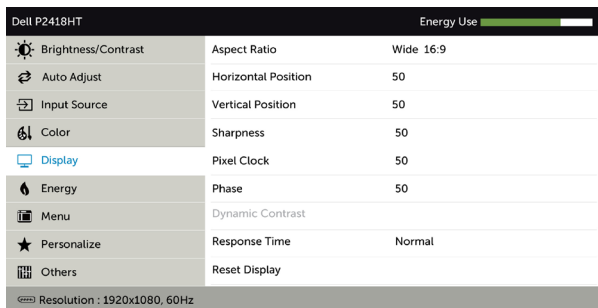 Dell P2418HT Energy Use
Brightness/Contrast Aspect Ratio Wide 16:9
Auto Adjust Horizontal Position 50
Input Source Vertical Position 50
Color Sharpness 50
Display Pixel Clock 50
Energy Phase 50
Menu Dynamic Contrast
Personalize Response Time Normal
Others Reset Display
Resolution : 1920x1080, 60Hz